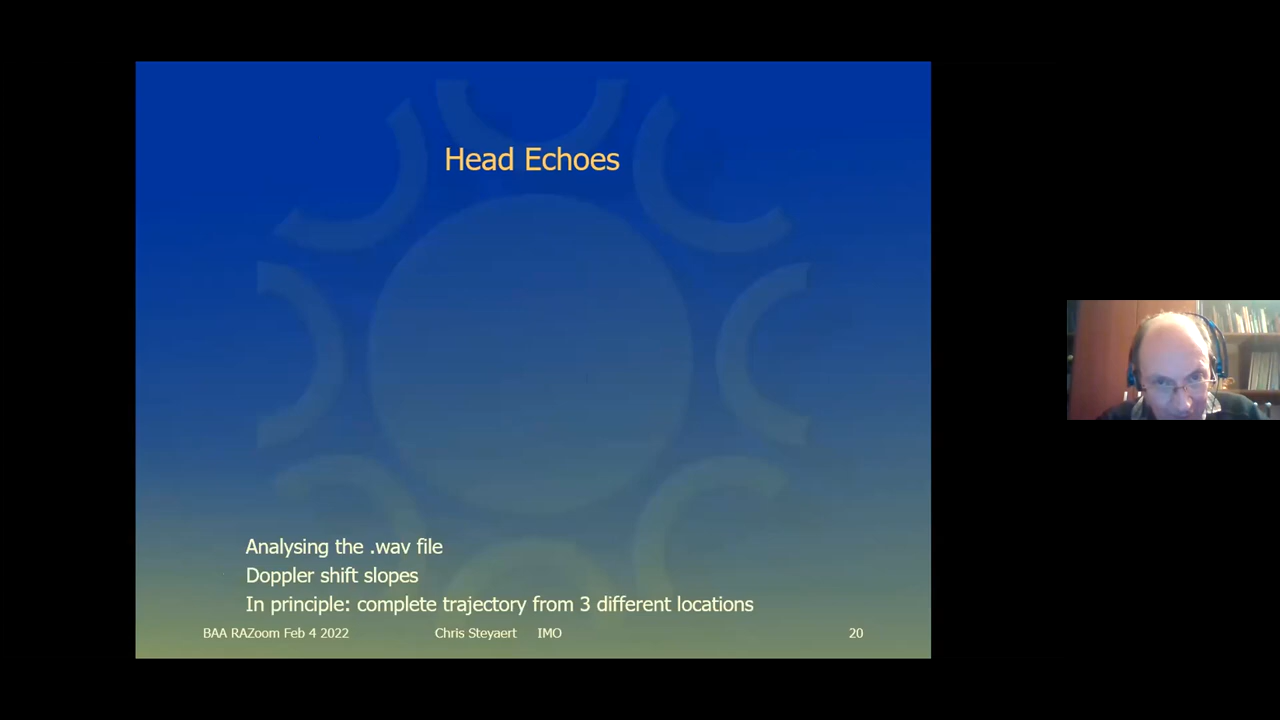 Head Echoes
Analysing the .wav file
Doppler shift slopes
In principle: complete trajectory from 3 different locations
BAA RAZoom Feb 4 2022 Chris Steyaert IMO 20